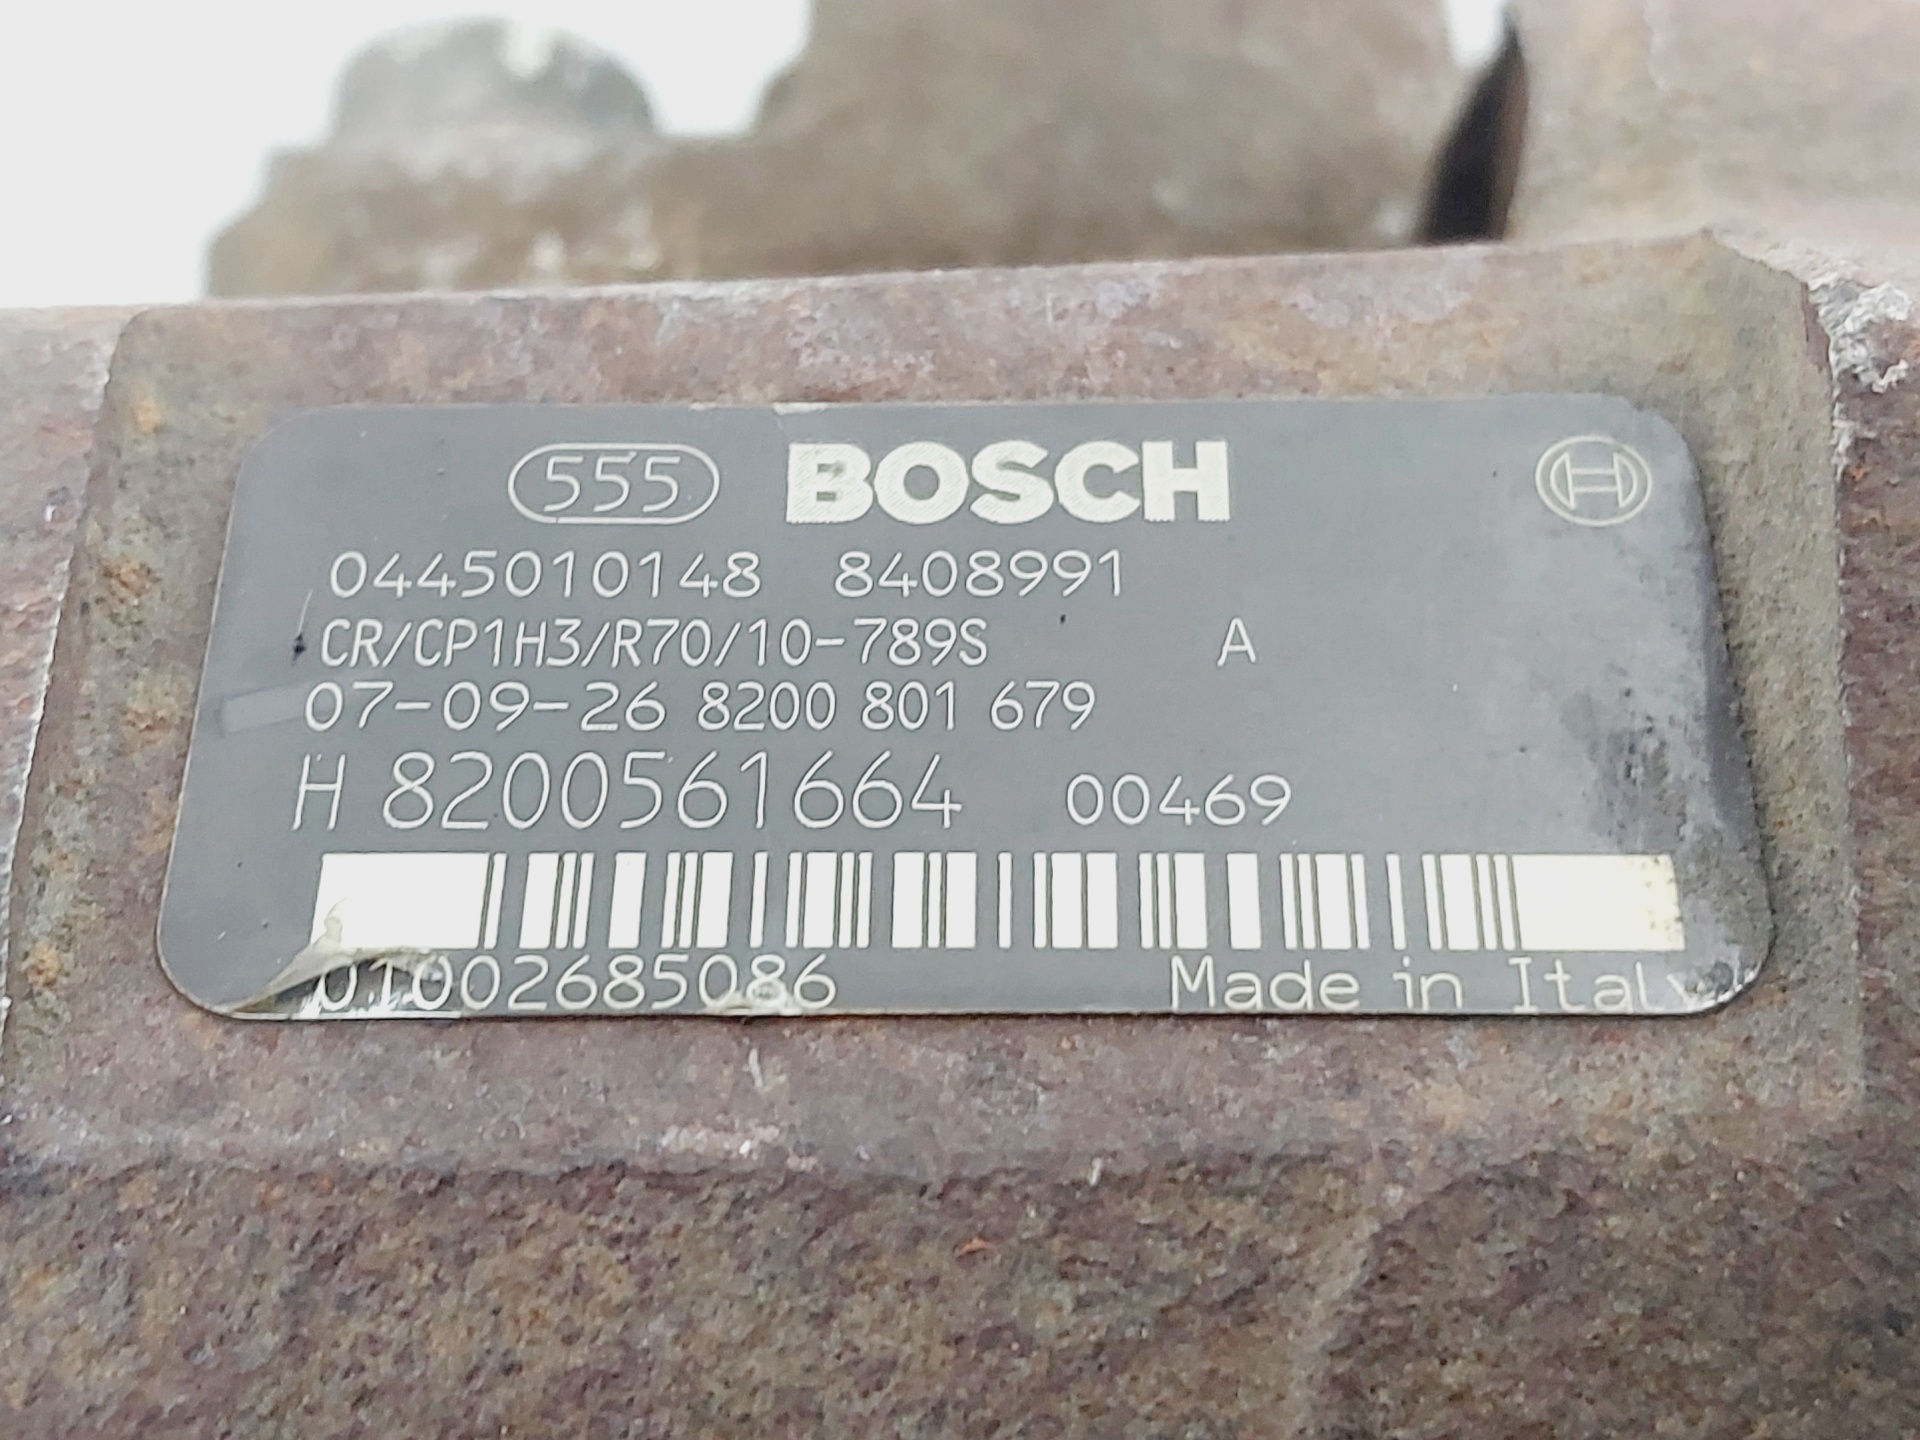 555 BOSCH
0445010148 8408991
CR/CP1H3/R70/10-789S A
07-09-26 8200 801 679
H 8200561664 00469
01002685086 Made in Italy